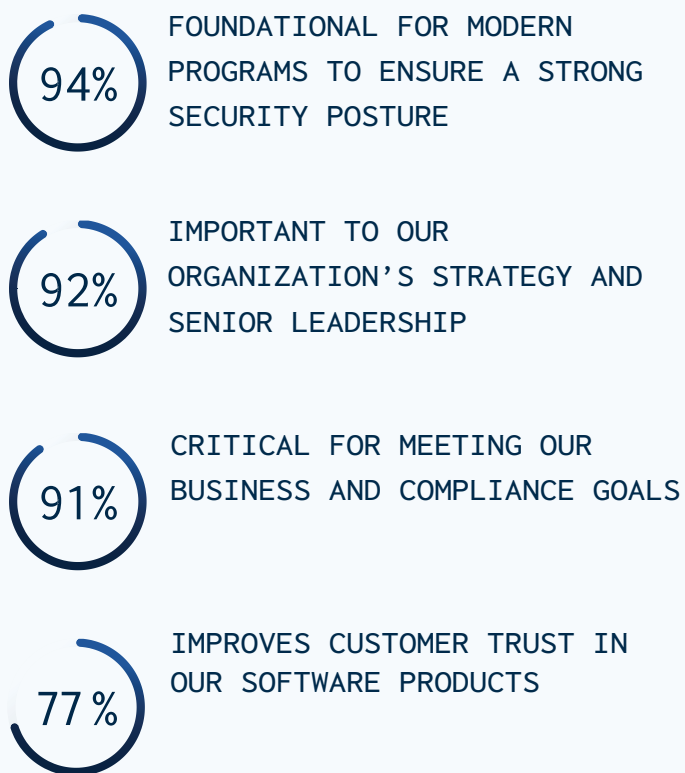 94%
FOUNDATIONAL FOR MODERN
PROGRAMS TO ENSURE A STRONG
SECURITY POSTURE
92%
IMPORTANT TO OUR
ORGANIZATION’S STRATEGY AND
SENIOR LEADERSHIP
91%
CRITICAL FOR MEETING OUR
BUSINESS AND COMPLIANCE GOALS
77 %
IMPROVES CUSTOMER TRUST IN
OUR SOFTWARE PRODUCTS